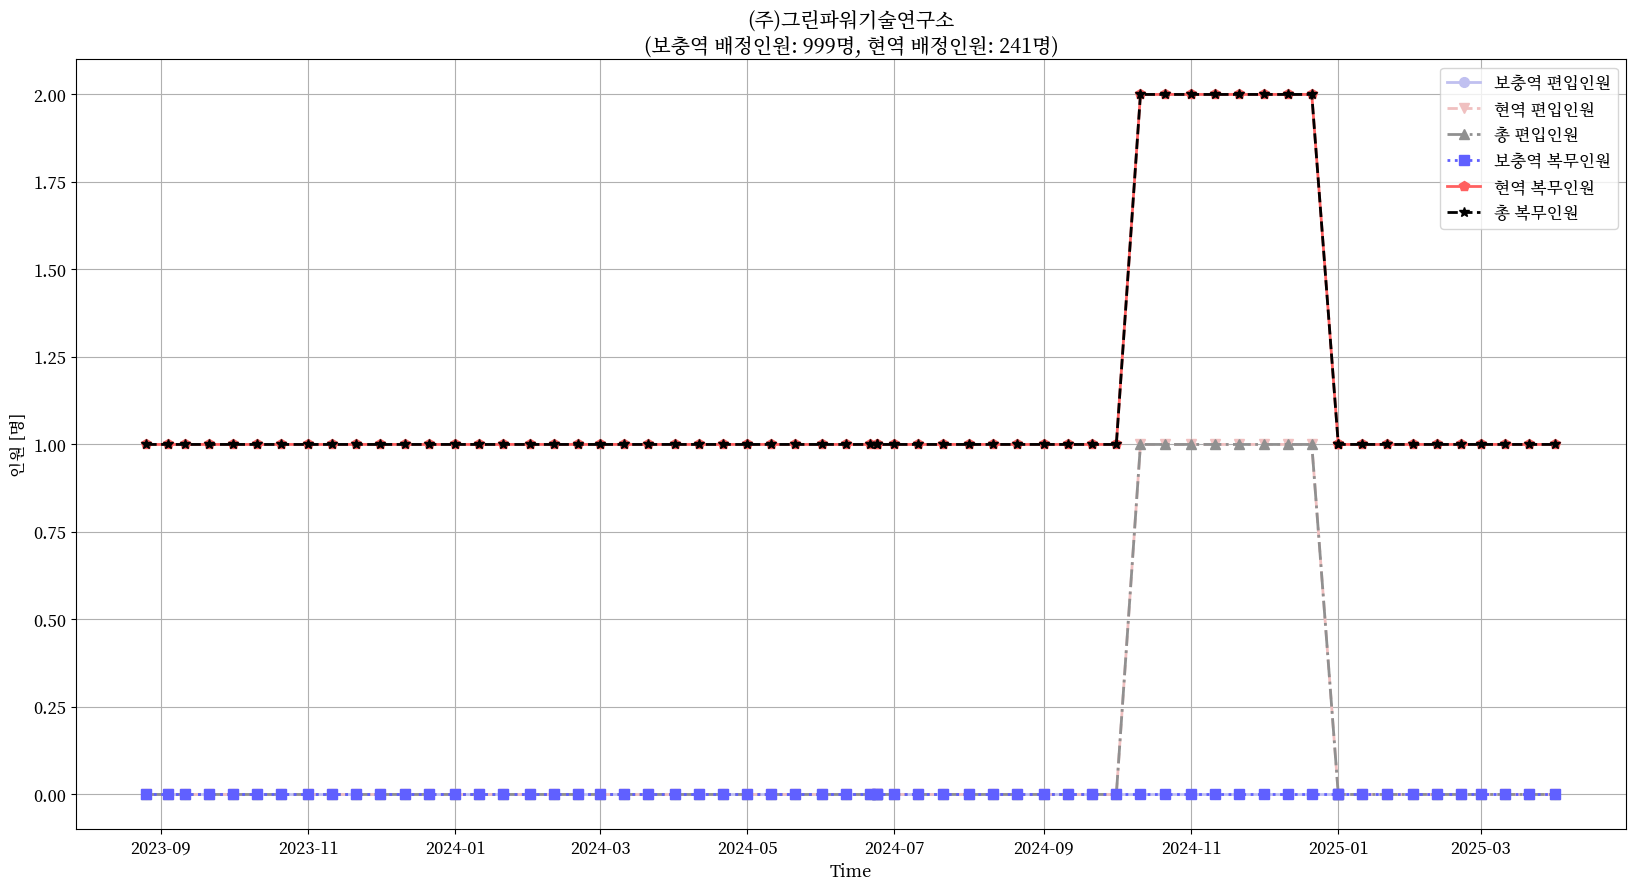 (주)그린파워기술연구소
(보충역 배정인원: 999명, 현역 배정인원: 241명)
보충역 편입인원
현역 편입인원
총 편입인원
보충역 복무인원
현역 복무인원
총 복무인원
인원 [명]
2.00
1.75
1.50
1.25
1.00
0.75
0.50
0.25
0.00
2023-09 2023-11 2024-01 2024-03 2024-05 2024-07 2024-09 2024-11 2025-01 2025-03
Time